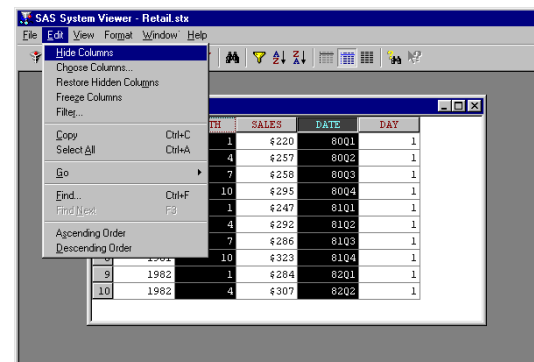 SAS System Viewer - Retail.stx
File Edit View Format Window Help
Hide Columns
Choose Columns...
Restore Hidden Columns
Freeze Columns
Filter...
Copy Ctrl+C
Select All Ctrl+A
Go
Find... Ctrl+F
Find Next F3
Ascending Order
Descending Order
TH SALES DATE DAY
1 $220 80Q1 1
4 $257 80Q2 1
7 $258 80Q3 1
10 $295 80Q4 1
1 $247 81Q1 1
4 $292 81Q2 1
7 $286 81Q3 1
8 1981 10 $323 81Q4 1
9 1982 1 $284 82Q1 1
10 1982 4 $307 82Q2 1